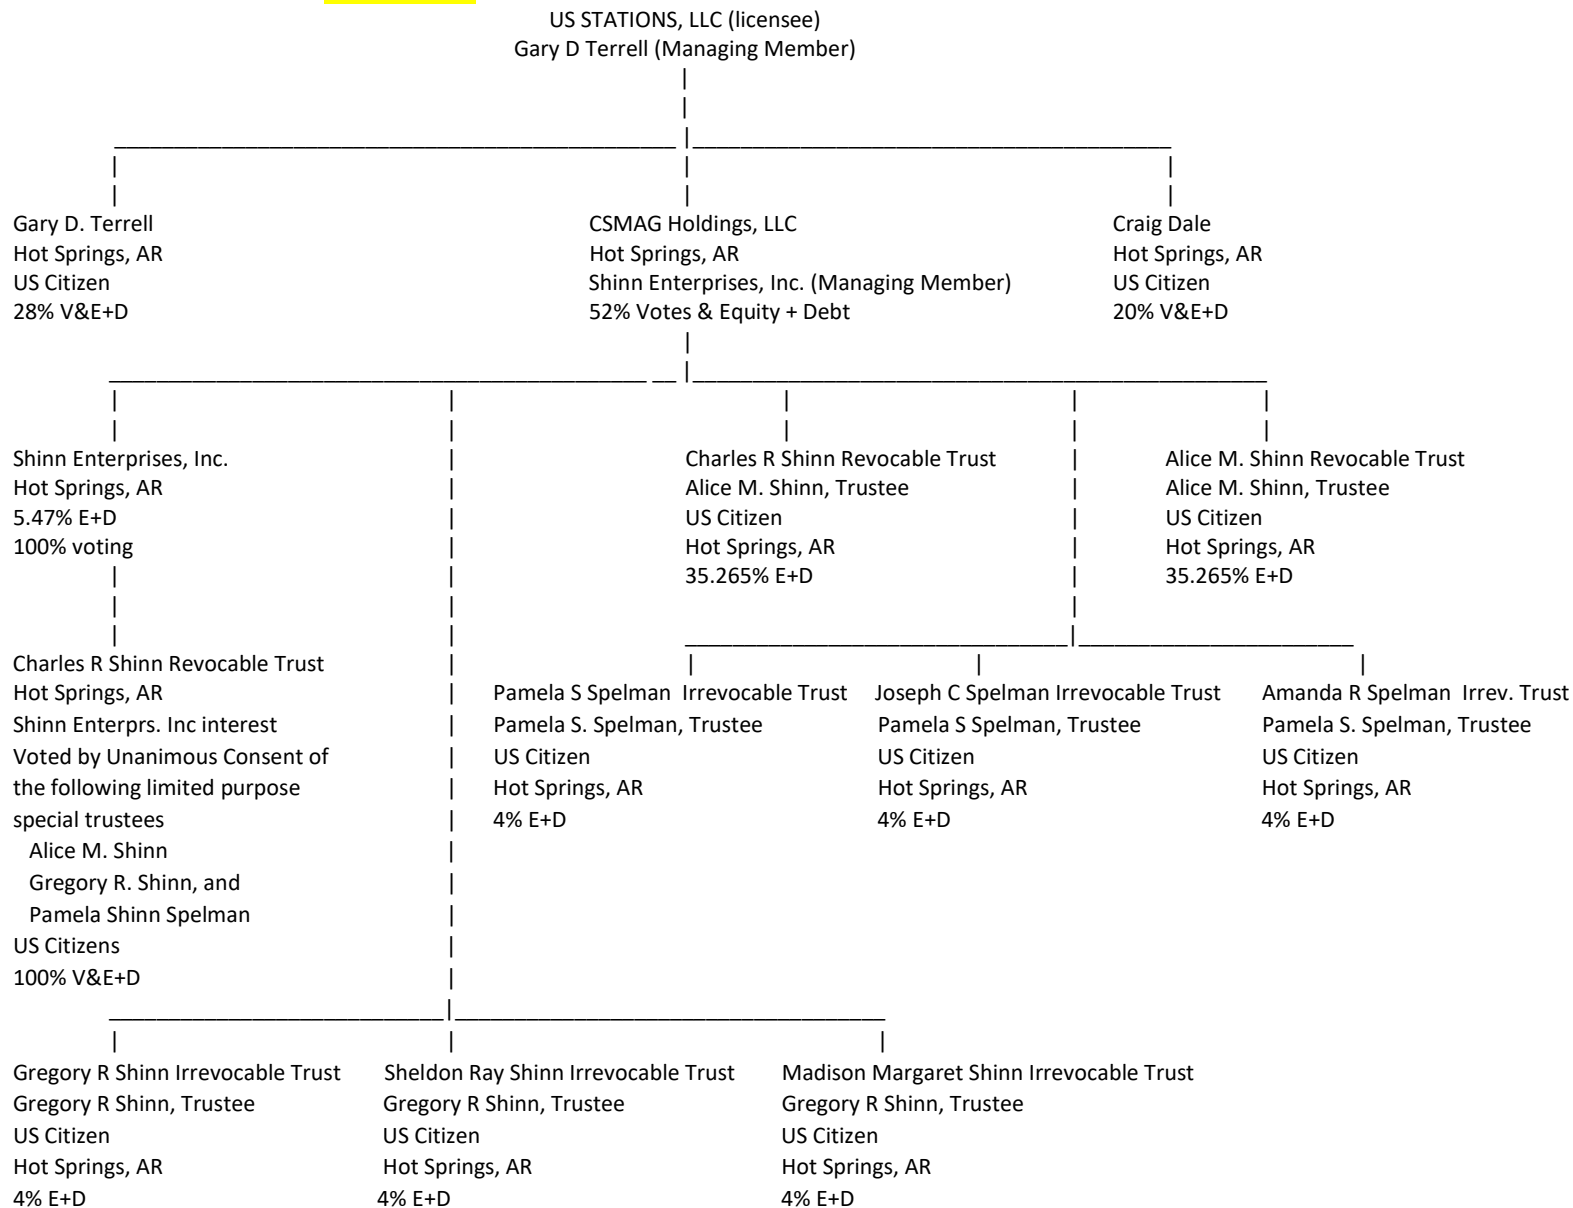 US STATIONS, LLC (licensee)
Gary D Terrell (Managing Member)
Gary D. Terrell
Hot Springs, AR
US Citizen
28% V&E+D
CSMAG Holdings, LLC
Hot Springs, AR
Shinn Enterprises, Inc. (Managing Member)
52% Votes & Equity + Debt
Craig Dale
Hot Springs, AR
US Citizen
20% V&E+D
Shinn Enterprises, Inc.
Hot Springs, AR
5.47% E+D
100% voting
Charles R Shinn Revocable Trust
Alice M. Shinn, Trustee
US Citizen
Hot Springs, AR
35.265% E+D
Alice M. Shinn Revocable Trust
Alice M. Shinn, Trustee
US Citizen
Hot Springs, AR
35.265% E+D
Charles R Shinn Revocable Trust
Hot Springs, AR
Shinn Enterprs. Inc interest
Voted by Unanimous Consent of
the following limited purpose
special trustees
Alice M. Shinn
Gregory R. Shinn, and
Pamela Shinn Spelman
US Citizens
100% V&E+D
Pamela S Spelman Irrevocable Trust
Pamela S. Spelman, Trustee
US Citizen
Hot Springs, AR
4% E+D
Joseph C Spelman Irrevocable Trust
Pamela S Spelman, Trustee
US Citizen
Hot Springs, AR
4% E+D
Amanda R Spelman Irrev. Trust
Pamela S. Spelman, Trustee
US Citizen
Hot Springs, AR
4% E+D
Gregory R Shinn Irrevocable Trust
Gregory R Shinn, Trustee
US Citizen
Hot Springs, AR
4% E+D
Sheldon Ray Shinn Irrevocable Trust
Gregory R Shinn, Trustee
US Citizen
Hot Springs, AR
4% E+D
Madison Margaret Shinn Irrevocable Trust
Gregory R Shinn, Trustee
US Citizen
Hot Springs, AR
4% E+D